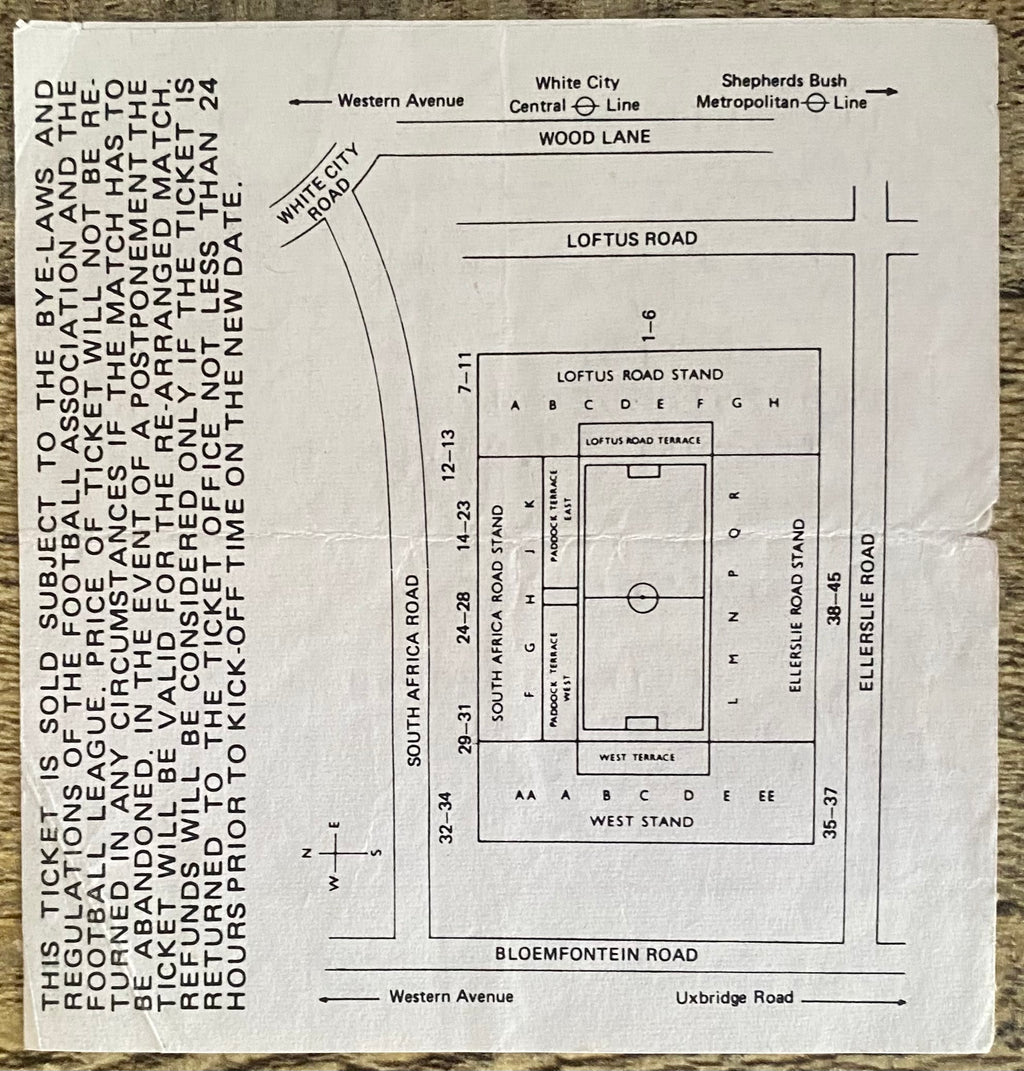 THIS TICKET IS SOLD SUBJECT TO THE BYE-LAWS AND
REGULATIONS OF THE FOOTBALL ASSOCIATION AND THE
FOOTBALL LEAGUE. PRICE OF TICKET WILL NOT BE RE-
TURNED IN ANY CIRCUMSTANCES IF THE MATCH HAS TO
BE ABANDONED. IN THE EVENT OF A POSTPONEMENT THE
TICKET WILL BE VALID FOR THE RE-ARRANGED MATCH.
REFUNDS WILL BE CONSIDERED ONLY IF THE TICKET IS
RETURNED TO THE TICKET OFFICE NOT LESS THAN 24
HOURS PRIOR TO KICK-OFF TIME ON THE NEW DATE.
Western Avenue
White City
Central Line
Shepherds Bush
Metropolitan Line
WOOD LANE
WHITE CITY
ROAD
LOFTUS ROAD
1–6
7–11
LOFTUS ROAD STAND
A B C D E F G H
LOFTUS ROAD TERRACE
12–13
14–23
24–28
29–31
32–34
SOUTH AFRICA ROAD
SOUTH AFRICA ROAD STAND
F G H J K
PADDOCK TERRACE
EAST
PADDOCK TERRACE
WEST
L M N P Q R
ELLERSLIE ROAD STAND
38–45
ELLERSLIE ROAD
WEST TERRACE
AA A B C D E EE
WEST STAND
35–37
N
E
S
W
BLOEMFONTEIN ROAD
Western Avenue
Uxbridge Road